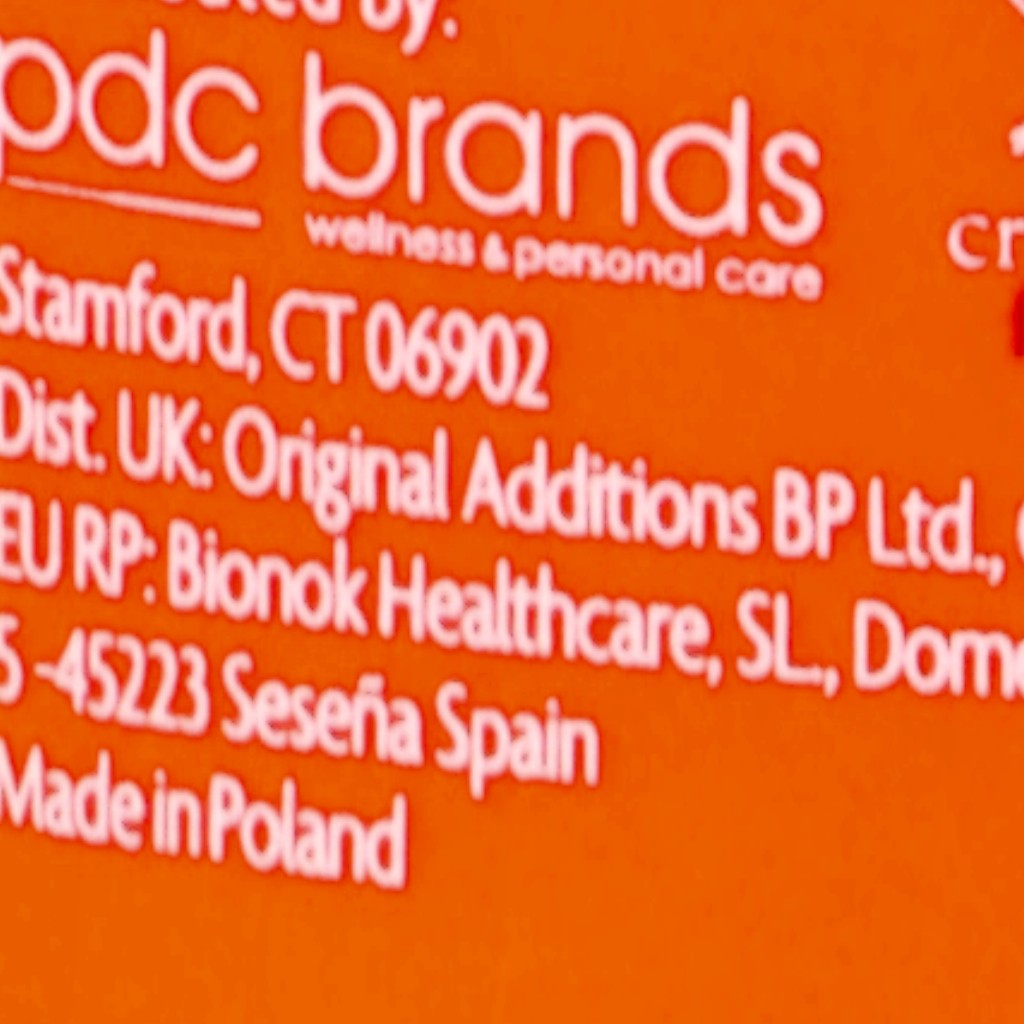 by:
pdc brands
wellness & personal care
Stamford, CT 06902
Dist. UK: Original Additions BP Ltd.,
EU RP: Bionok Healthcare, SL.,
-45223 Seseña Spain
Made in Poland